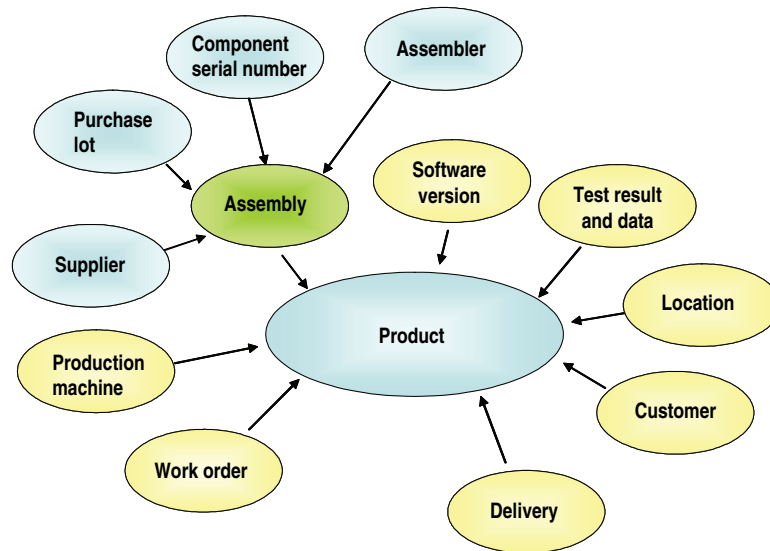 Component
serial number
Assembler
Purchase
lot
Software
version
Test result
and data
Assembly
Supplier
Location
Product
Production
machine
Customer
Work order
Delivery